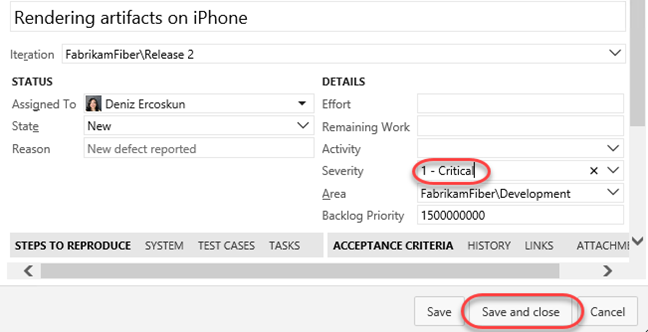 Rendering artifacts on iPhone
Iteration FabrikamFiber\Release 2
STATUS DETAILS
Assigned To Deniz Ercoskun Effort
State New Remaining Work
Reason New defect reported Activity
Severity 1 - Critical
Area FabrikamFiber\Development
Backlog Priority 1500000000
STEPS TO REPRODUCE SYSTEM TEST CASES TASKS ACCEPTANCE CRITERIA HISTORY LINKS ATTACHME
Save Save and close Cancel